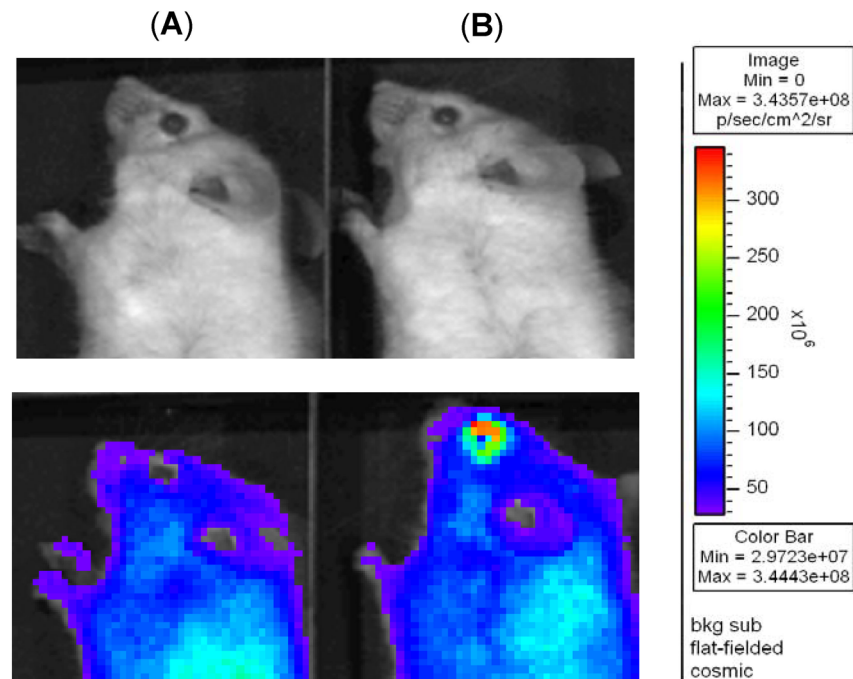 (A) (B)
Image
Min = 0
Max = 3.4357e+08
p/sec/cm^2/sr
300
250
200
x10^6
150
100
50
Color Bar
Min = 2.9723e+07
Max = 3.4443e+08
bkg sub
flat-fielded
cosmic